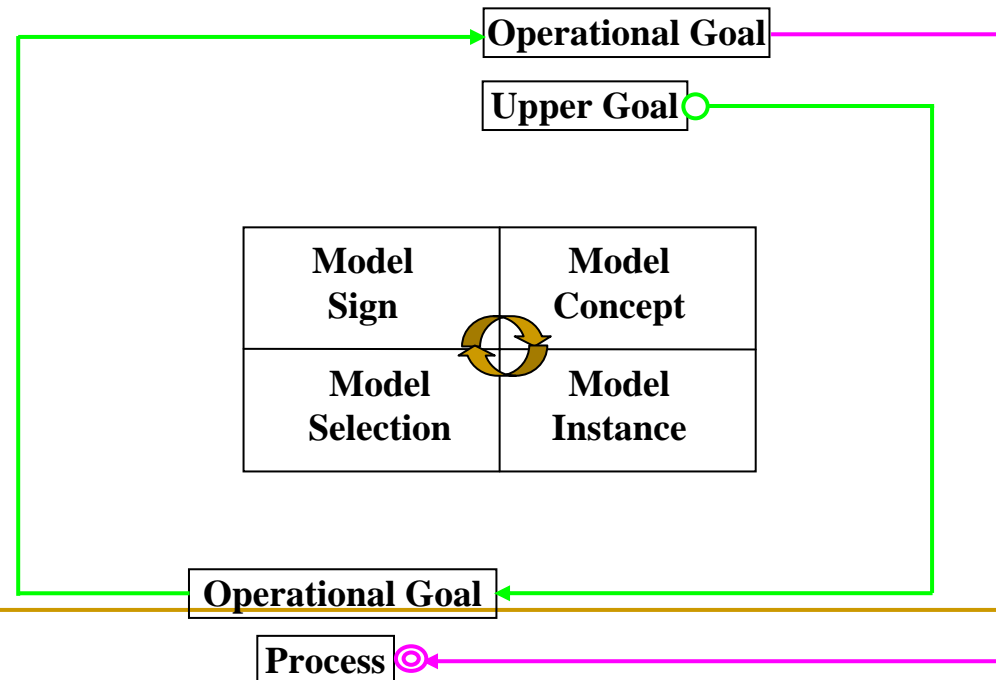 Operational Goal
Upper Goal
Model
Sign
Model
Concept
Model
Selection
Model
Instance
Operational Goal
Process